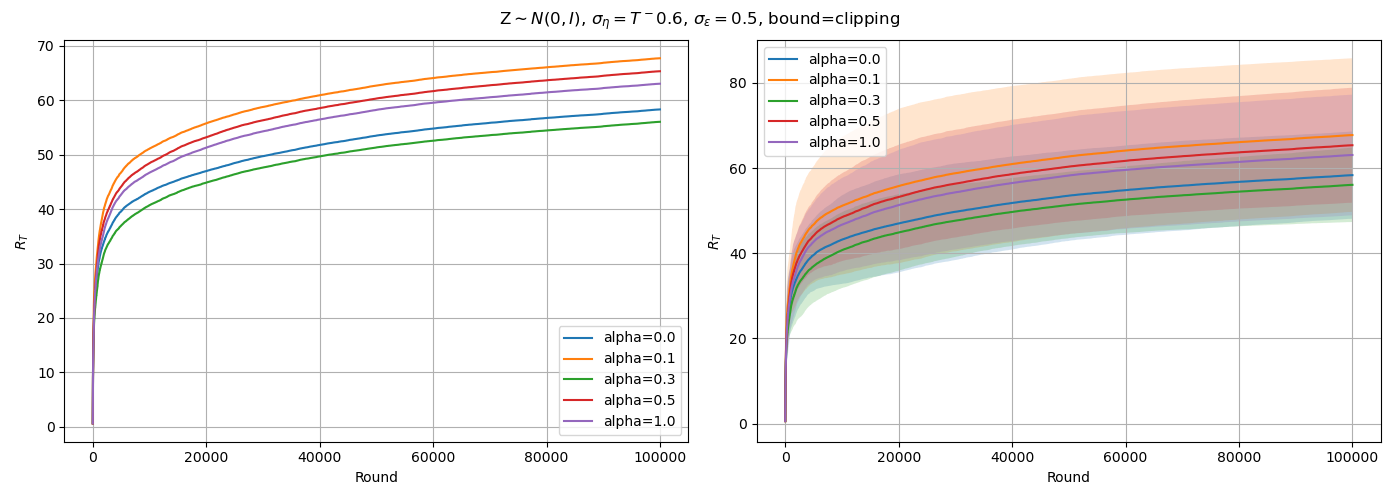 Z ~ N(0, I), σ_η = T⁻0.6, σ_ε = 0.5, bound=clipping
70
60
50
40
30
20
10
0
R_T
0 20000 40000 60000 80000 100000
Round
alpha=0.0
alpha=0.1
alpha=0.3
alpha=0.5
alpha=1.0
80
60
40
20
0
R_T
0 20000 40000 60000 80000 100000
Round
alpha=0.0
alpha=0.1
alpha=0.3
alpha=0.5
alpha=1.0